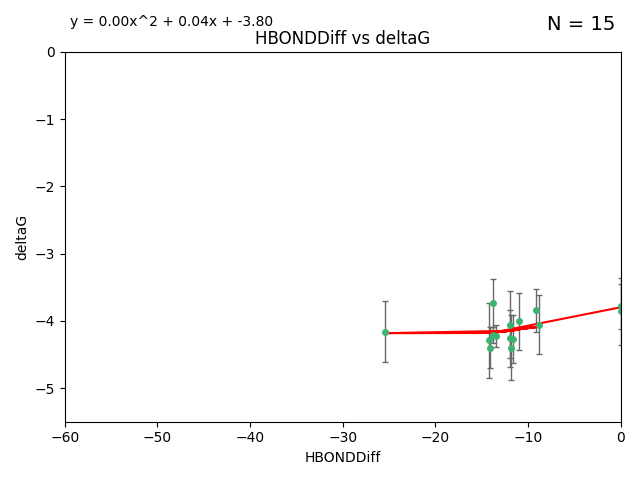 y = 0.00x^2 + 0.04x + -3.80
N = 15
HBONDDiff vs deltaG
0
−1
−2
−3
−4
−5
deltaG
−60
−50
−40
−30
−20
−10
0
HBONDDiff